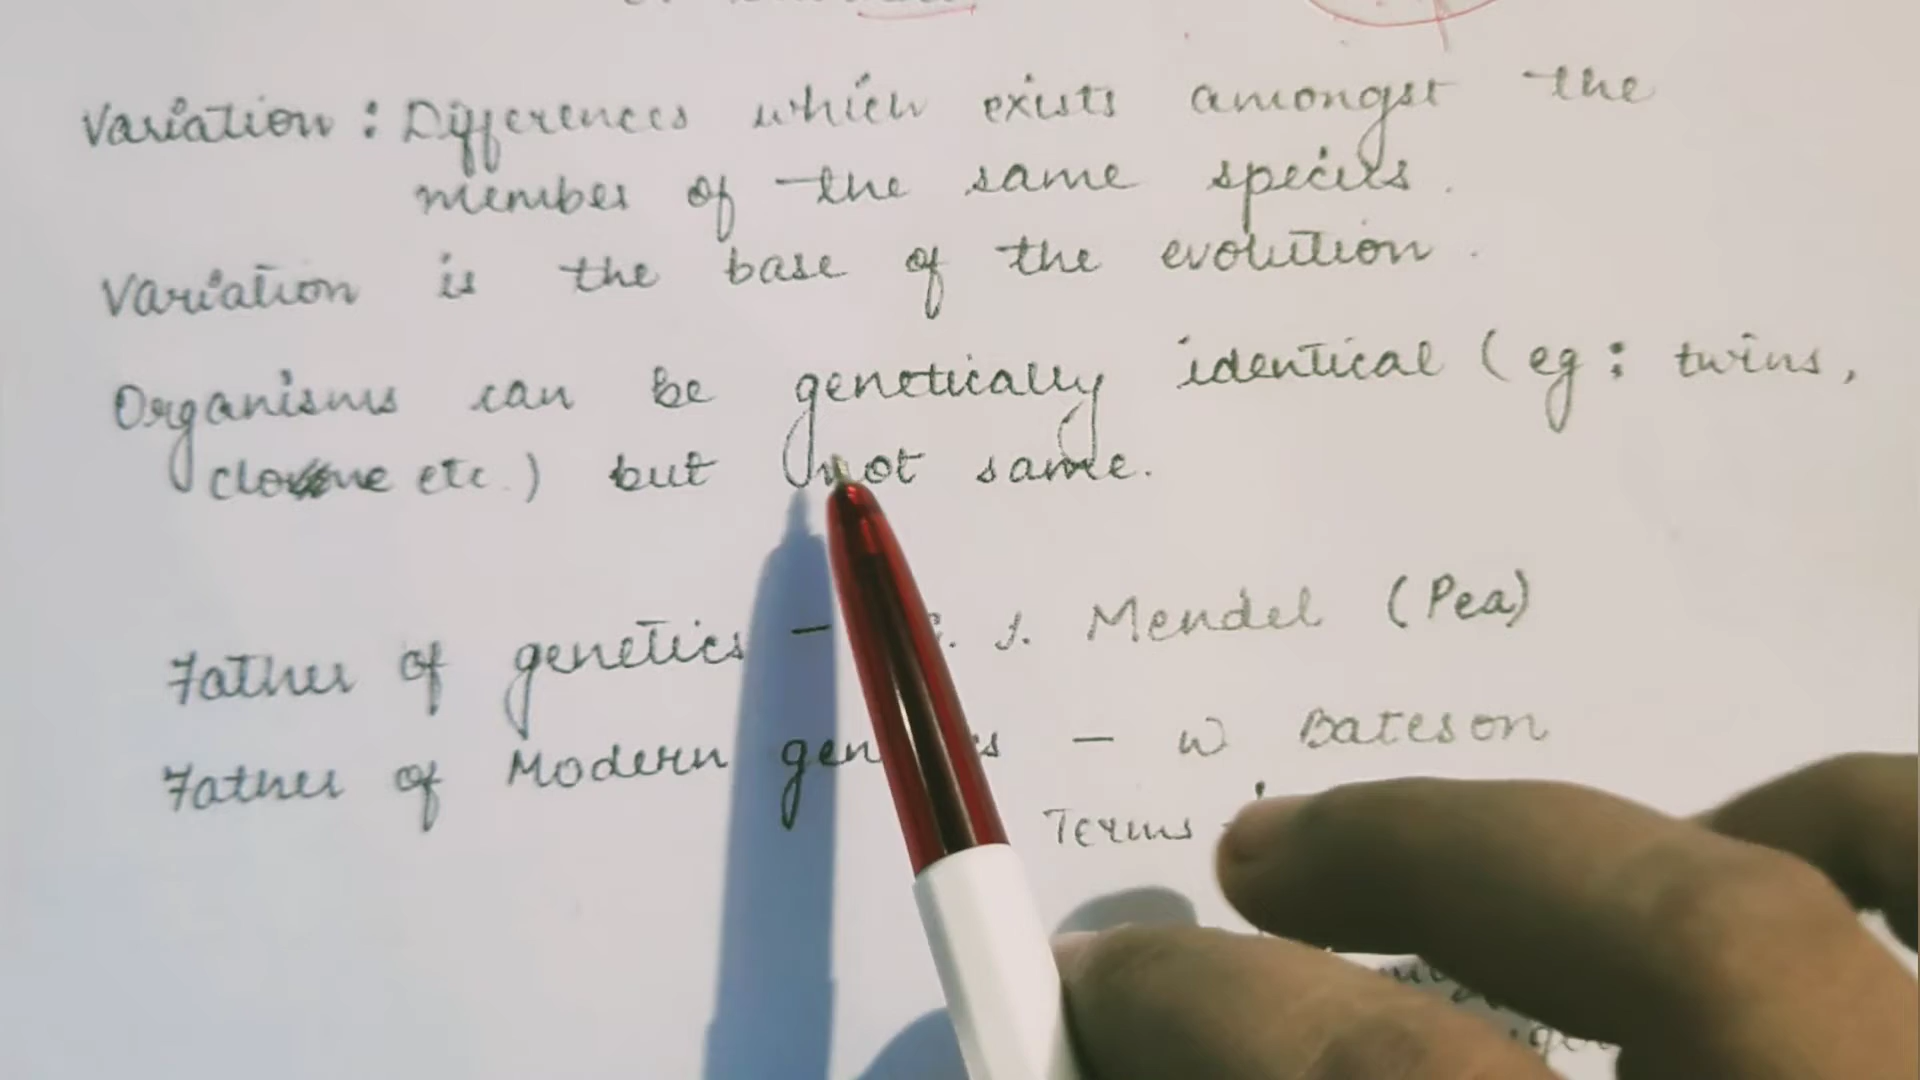 Variation : Differences which exists amongst the
member of the same species.
Variation is the base of the evolution.
Organisms can be genetically identical (eg : twins,
clone etc.) but not same.
Father of genetics - J. Mendel (Pea)
Father of Modern - W Bateson
Terms